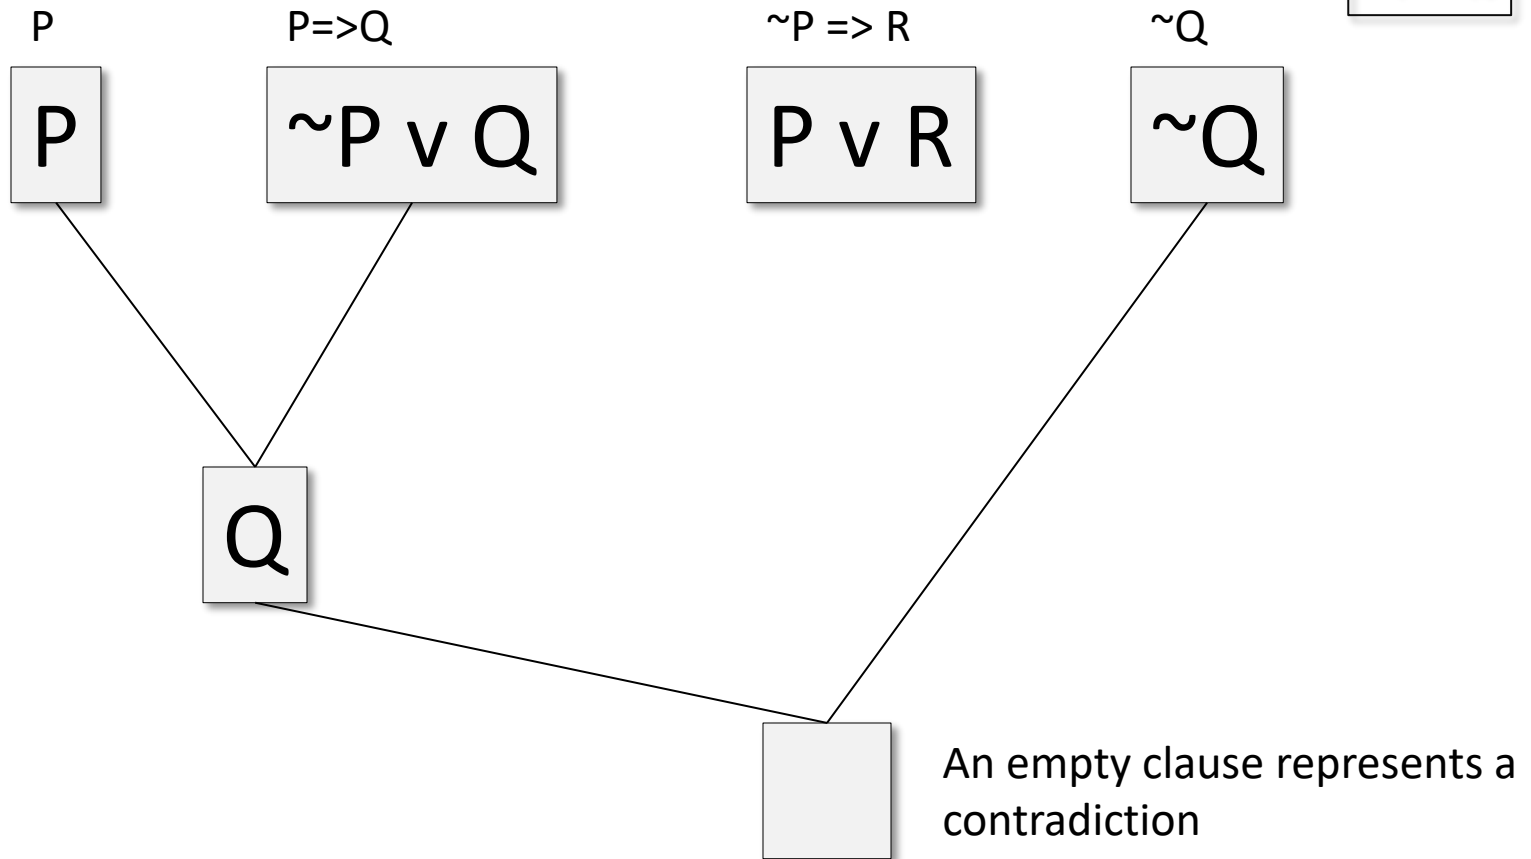 P P=>Q ~P => R ~Q
P ~P v Q P v R ~Q
Q
An empty clause represents a
contradiction